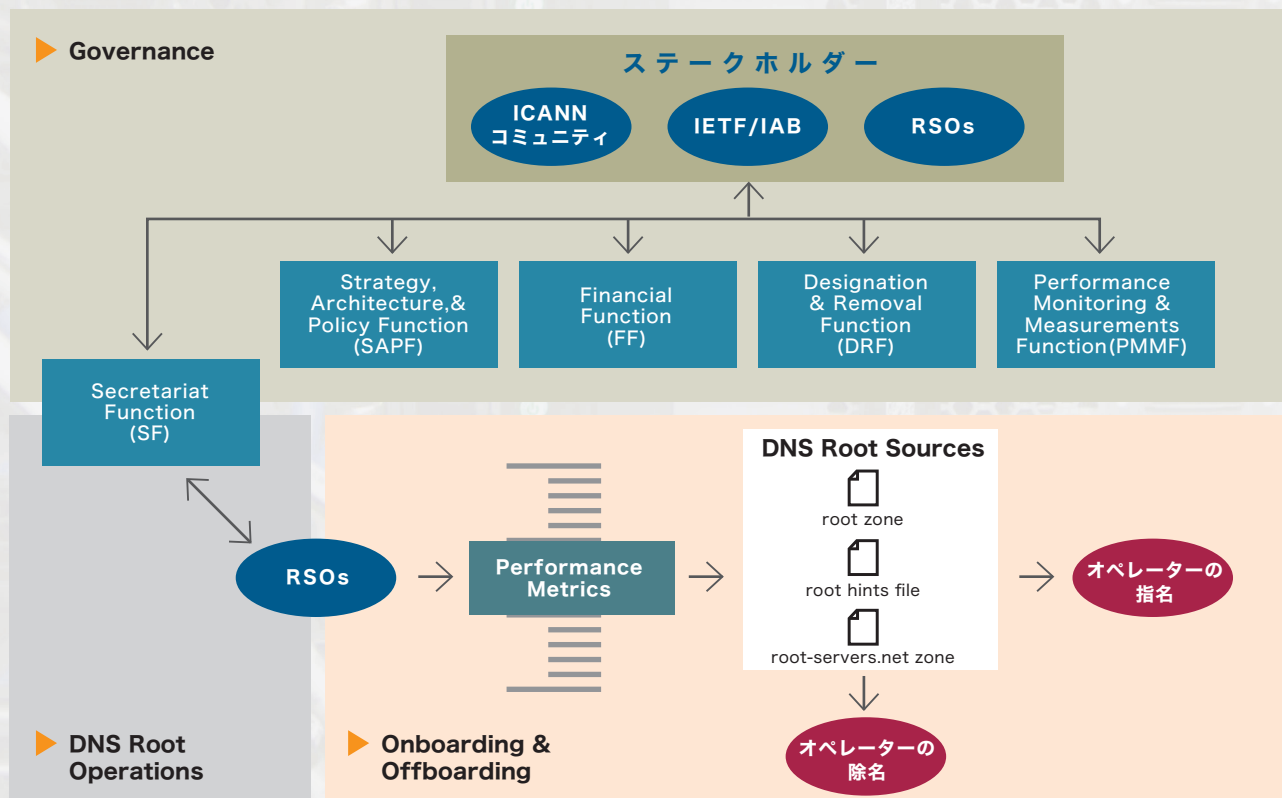 Governance
ステークホルダー
ICANN
コミュニティ
IETF/IAB
RSOs
Strategy,
Architecture,&
Policy Function
(SAPF)
Financial
Function
(FF)
Designation
& Removal
Function
(DRF)
Performance
Monitoring &
Measurements
Function(PMMF)
Secretariat
Function
(SF)
DNS Root Sources
root zone
root hints file
root-servers.net zone
RSOs
Performance
Metrics
オペレーターの
指名
オペレーターの
除名
DNS Root
Operations
Onboarding &
Offboarding